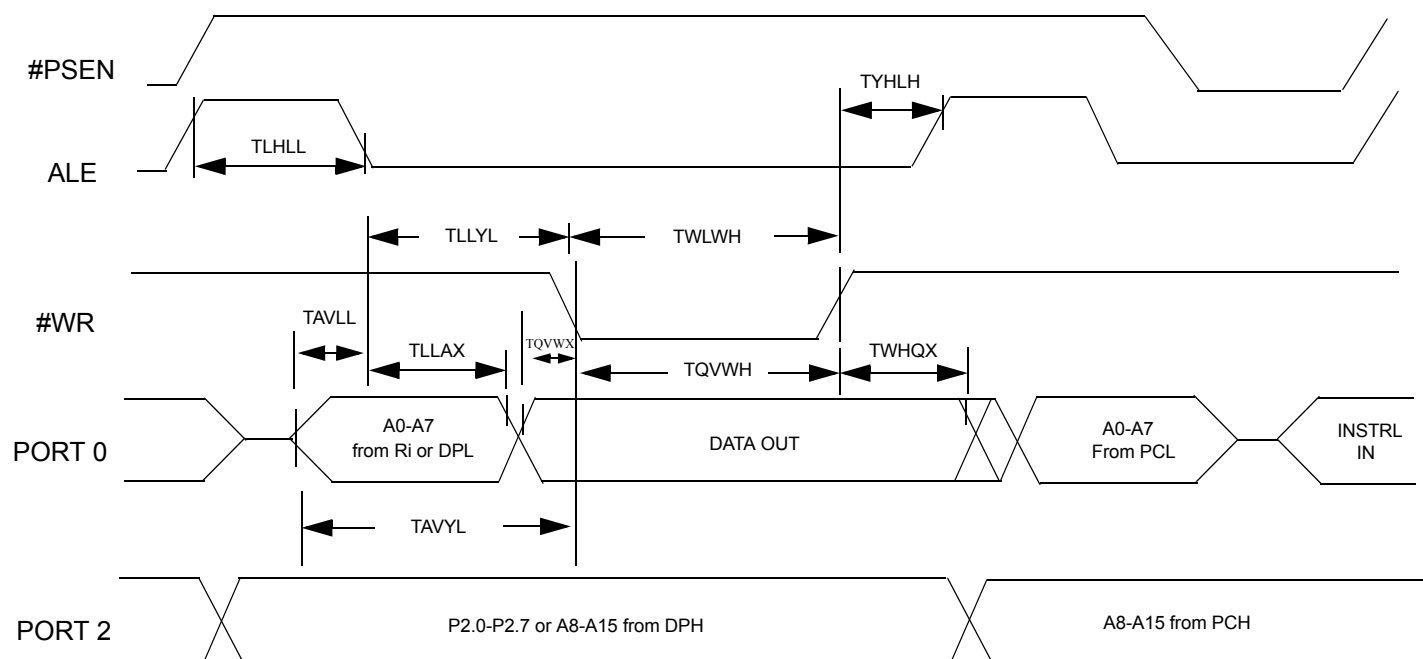 #PSEN
TYHLH
TLHLL
ALE
TLLYL
TWLWH
#WR
TAVLL
TLLAX
TQVWX
TQVWH
TWHQX
PORT 0
A0-A7
from Ri or DPL
DATA OUT
A0-A7
From PCL
INSTRL
IN
TAVYL
PORT 2
P2.0-P2.7 or A8-A15 from DPH
A8-A15 from PCH